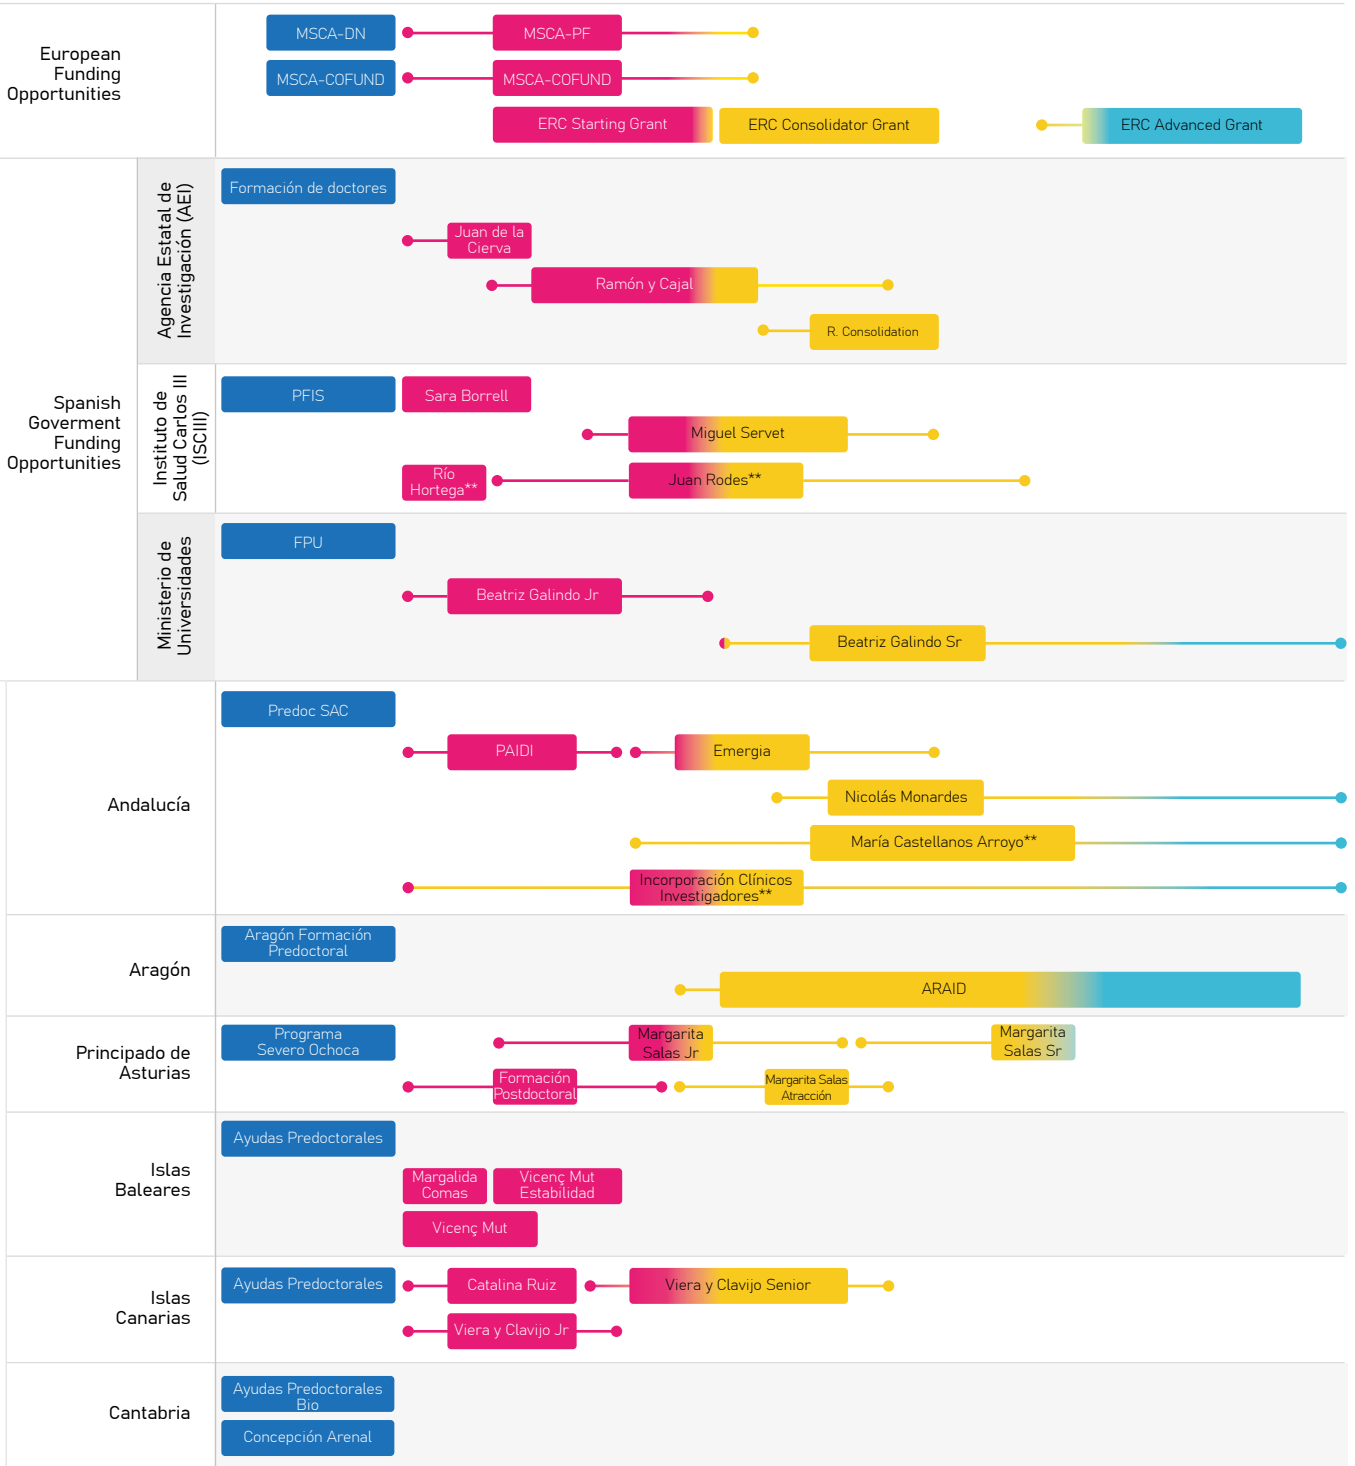 European
Funding
Opportunities
MSCA-DN
MSCA-PF
MSCA-COFUND
MSCA-COFUND
ERC Starting Grant
ERC Consolidator Grant
ERC Advanced Grant
Spanish
Goverment
Funding
Opportunities
Agencia Estatal de
Investigación (AEI)
Formación de doctores
Juan de la
Cierva
Ramón y Cajal
R. Consolidation
Instituto de
Salud Carlos III
(ISCIII)
PFIS
Sara Borrell
Miguel Servet
Río
Hortega**
Juan Rodes**
Ministerio de
Universidades
FPU
Beatriz Galindo Jr
Beatriz Galindo Sr
Andalucía
Predoc SAC
PAIDI
Emergia
Nicolás Monardes
María Castellanos Arroyo**
Incorporación Clínicos
Investigadores**
Aragón
Aragón Formación
Predoctoral
ARAID
Principado de
Asturias
Programa
Severo Ochoca
Margarita
Salas Jr
Margarita
Salas Sr
Formación
Postdoctoral
Margarita Salas
Atracción
Islas
Baleares
Ayudas Predoctorales
Margalida
Comas
Vicenç Mut
Estabilidad
Vicenç Mut
Islas
Canarias
Ayudas Predoctorales
Catalina Ruiz
Viera y Clavijo Senior
Viera y Clavijo Jr
Cantabria
Ayudas Predoctorales
Bio
Concepción Arenal